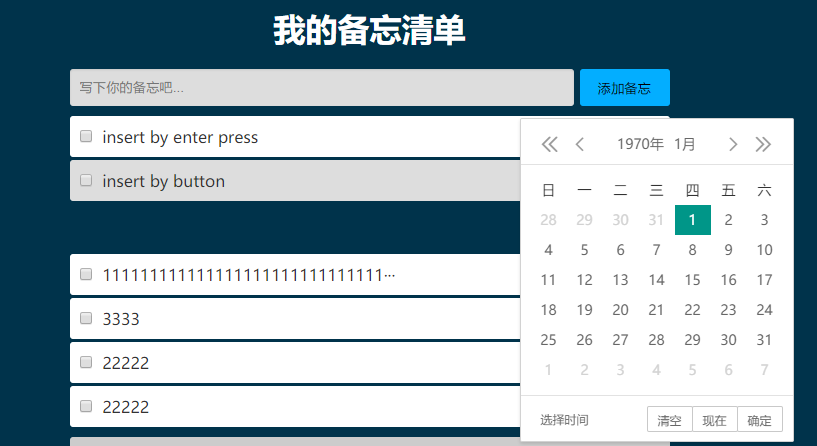 我的备忘清单
写下你的备忘吧...
添加备忘
insert by enter press
insert by button
1970年 1月
日 一 二 三 四 五 六
28 29 30 31 1 2 3
4 5 6 7 8 9 10
11 12 13 14 15 16 17
18 19 20 21 22 23 24
25 26 27 28 29 30 31
1 2 3 4 5 6 7
选择时间 清空 现在 确定
1111111111111111111111111111111···
3333
22222
22222